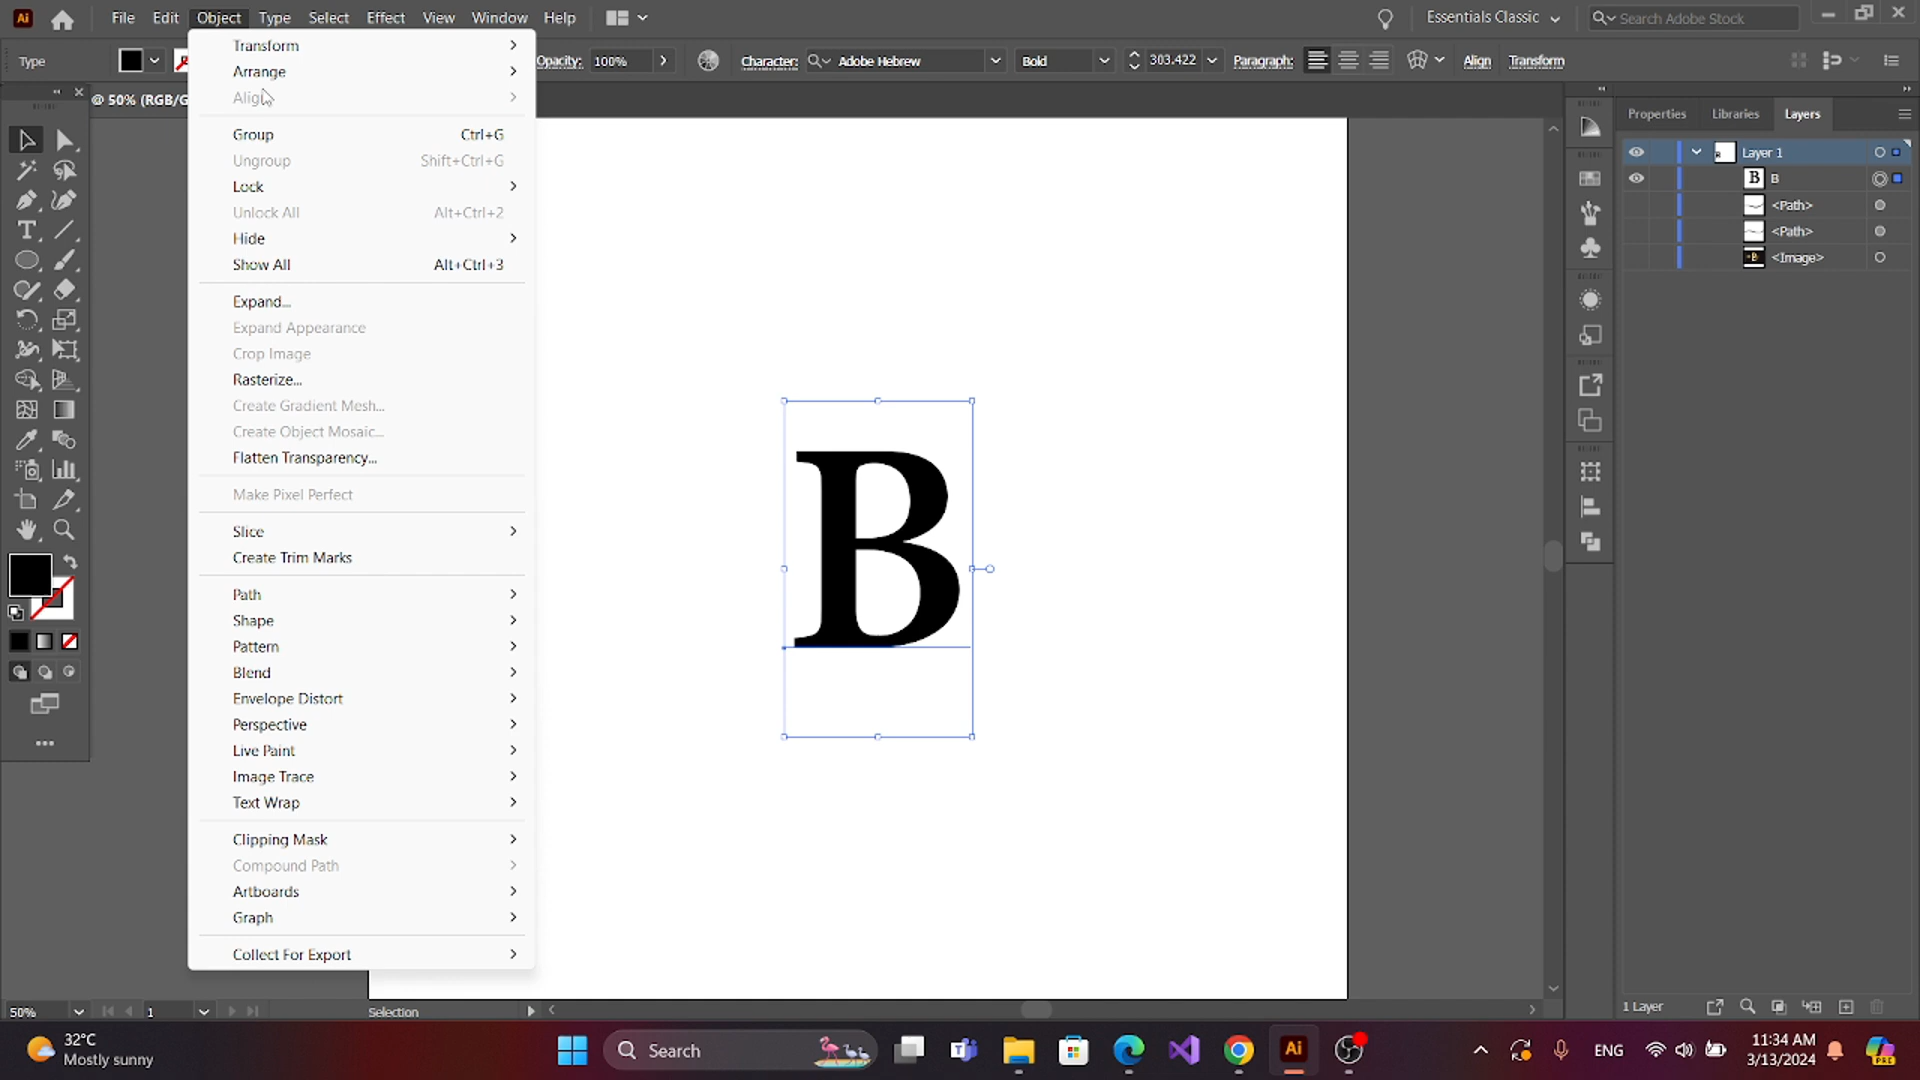 Ai File Edit Object Type Select Effect View Window Help Essentials Classic Search Adobe Stock
Type Opacity: 100% Character: Adobe Hebrew Bold 303.422 Paragraph: Align Transform
@ 50% (RGB/G
Transform
Arrange
Align
Group Ctrl+G
Ungroup Shift+Ctrl+G
Lock
Unlock All Alt+Ctrl+2
Hide
Show All Alt+Ctrl+3
Expand...
Expand Appearance
Crop Image
Rasterize...
Create Gradient Mesh...
Create Object Mosaic...
Flatten Transparency...
Make Pixel Perfect
Slice
Create Trim Marks
Path
Shape
Pattern
Blend
Envelope Distort
Perspective
Live Paint
Image Trace
Text Wrap
Clipping Mask
Compound Path
Artboards
Graph
Collect For Export
B
Properties Libraries Layers
Layer 1
B B
<Path>
<Path>
<Image>
50% 1 Selection 1 Layer
32°C
Mostly sunny
Search
Ai
ENG
11:34 AM
3/13/2024
PRE